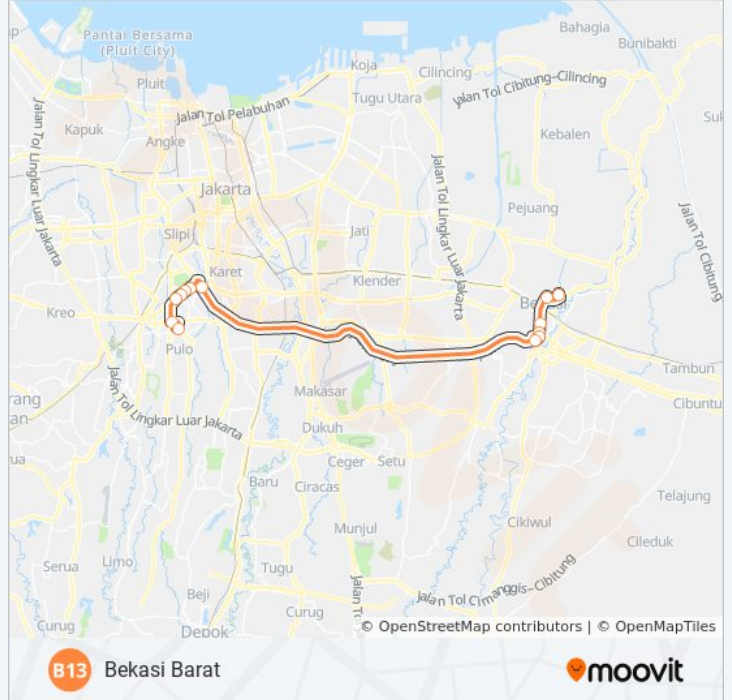 Bahagia
Pantai Bersama
(Pluit City)
Bunibakti
Koja
Cilincing
Pluit
Jalan Tol Cibitung-Cilincing
Tugu Utara
Jalan Tol Pelabuhan
Kapuk
Angke
Kebalen
Jalan Tol Lingkar Luar Jakarta
Jakarta
Jalan Tol Lingkar Luar Jakarta
Pejuang
Slipi
Jati
Jalan Tol Cibitung
Karet
Klender
Kreo
Pulo
Tambun
Makasar
Cibuntu
Jalan Tol Lingkar Luar Jakarta
Dukuh
Ceger
Setu
Baru
Ciracas
Telajung
Munjul
Cikiwul
Cileduk
Serua
Limo
Tugu
Beji
Jalan Tol Cimanggis-Cibitung
Curug
Curug
Depok
© OpenStreetMap contributors | © OpenMapTiles
B13
Bekasi Barat
moovit